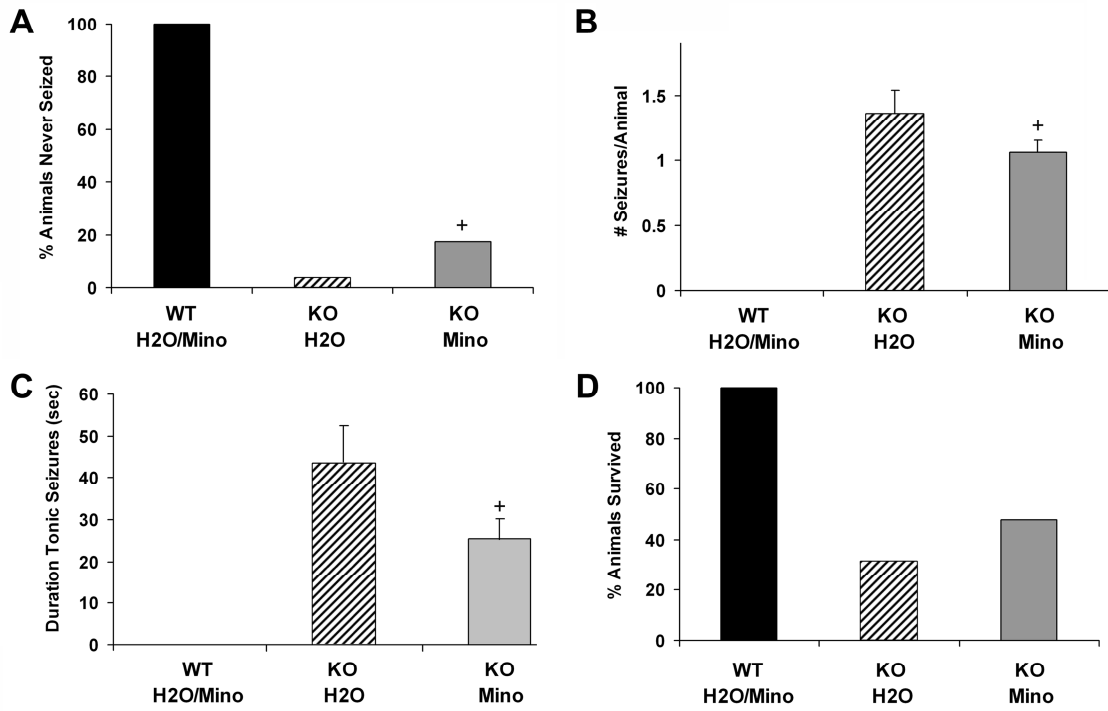 A
% Animals Never Seized
100
80
60
40
20
0
+
WT
H2O/Mino
KO
H2O
KO
Mino
B
# Seizures/Animal
1.5
1
0.5
0
+
WT
H2O/Mino
KO
H2O
KO
Mino
C
Duration Tonic Seizures (sec)
60
50
40
30
20
10
0
+
WT
H2O/Mino
KO
H2O
KO
Mino
D
% Animals Survived
100
80
60
40
20
0
WT
H2O/Mino
KO
H2O
KO
Mino